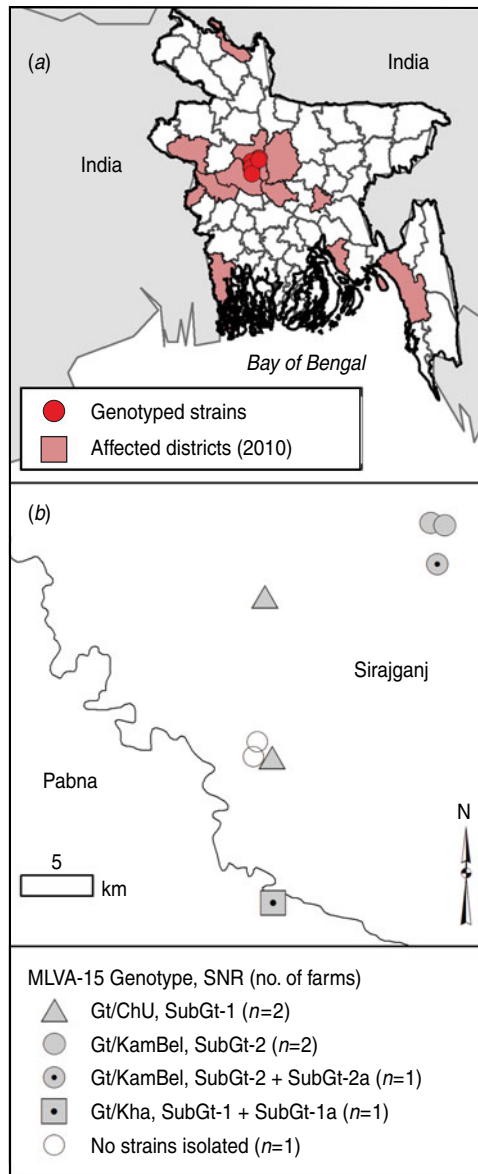 (a)
India
India
Bay of Bengal
Genotyped strains
Affected districts (2010)
(b)
Sirajganj
Pabna
N
5
km
MLVA-15 Genotype, SNR (no. of farms)
Gt/ChU, SubGt-1 (n=2)
Gt/KamBel, SubGt-2 (n=2)
Gt/KamBel, SubGt-2 + SubGt-2a (n=1)
Gt/Kha, SubGt-1 + SubGt-1a (n=1)
No strains isolated (n=1)